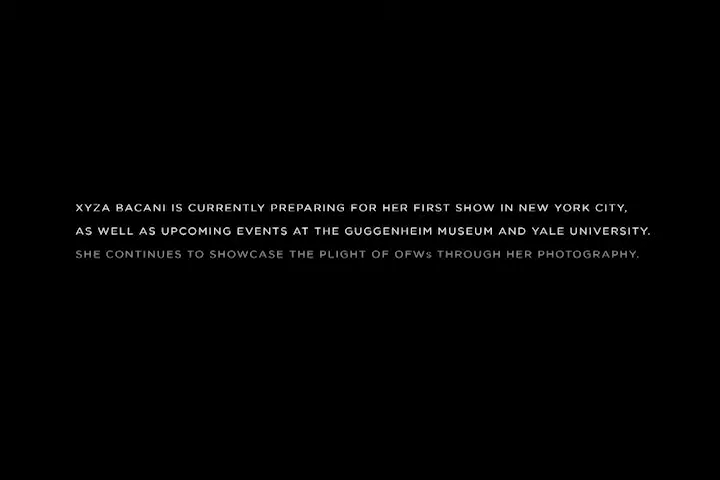 XYZA BACANI IS CURRENTLY PREPARING FOR HER FIRST SHOW IN NEW YORK CITY,
AS WELL AS UPCOMING EVENTS AT THE GUGGENHEIM MUSEUM AND YALE UNIVERSITY.
SHE CONTINUES TO SHOWCASE THE PLIGHT OF OFWs THROUGH HER PHOTOGRAPHY.